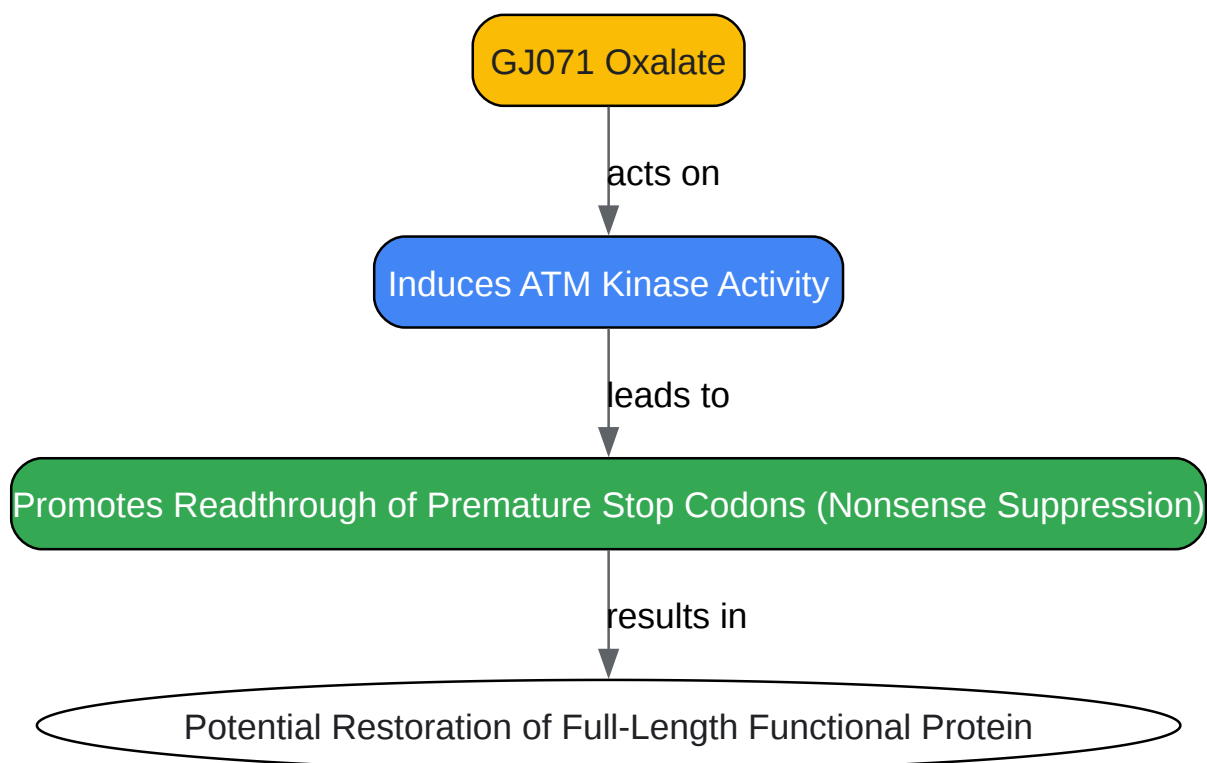 GJ071 Oxalate
acts on
Induces ATM Kinase Activity
leads to
Promotes Readthrough of Premature Stop Codons (Nonsense Suppression)
results in
Potential Restoration of Full-Length Functional Protein